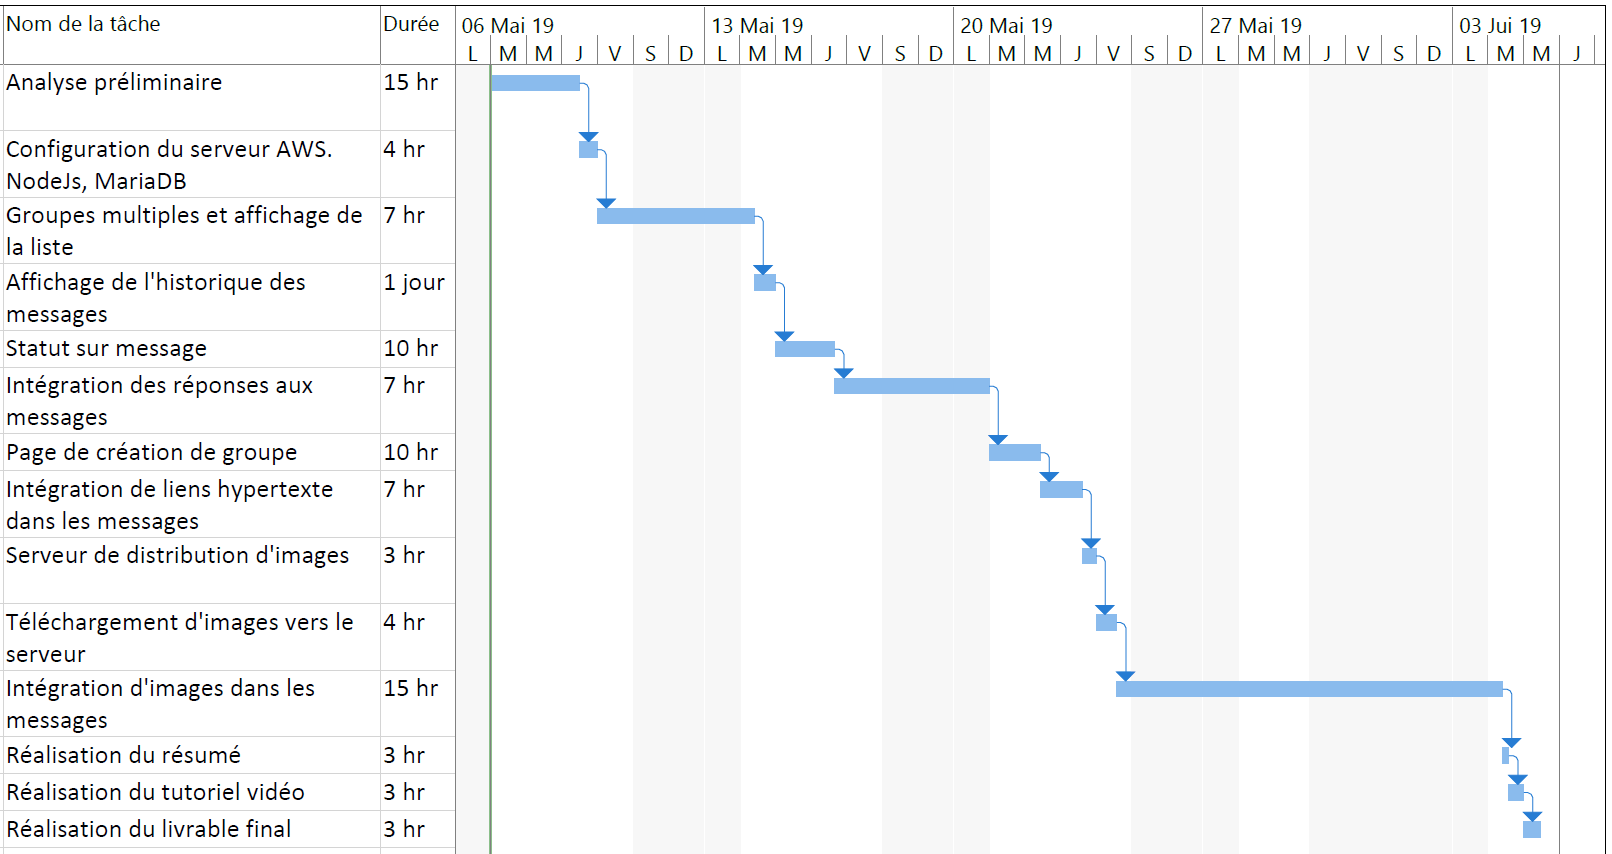 Nom de la tâche Durée 06 Mai 19 13 Mai 19 20 Mai 19 27 Mai 19 03 Jui 19
L M M J V S D L M M J V S D L M M J V S D L M M J V S D L M M J
Analyse préliminaire 15 hr
Configuration du serveur AWS. 4 hr
NodeJs, MariaDB
Groupes multiples et affichage de 7 hr
la liste
Affichage de l'historique des 1 jour
messages
Statut sur message 10 hr
Intégration des réponses aux 7 hr
messages
Page de création de groupe 10 hr
Intégration de liens hypertexte 7 hr
dans les messages
Serveur de distribution d'images 3 hr
Téléchargement d'images vers le 4 hr
serveur
Intégration d'images dans les 15 hr
messages
Réalisation du résumé 3 hr
Réalisation du tutoriel vidéo 3 hr
Réalisation du livrable final 3 hr